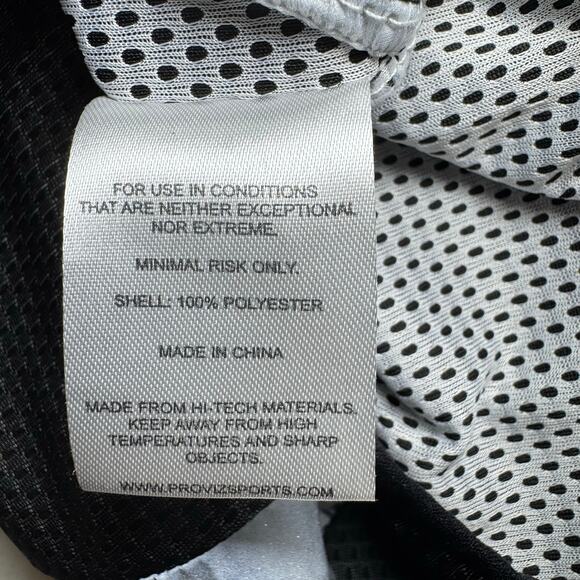 FOR USE IN CONDITIONS
THAT ARE NEITHER EXCEPTIONAL
NOR EXTREME.
MINIMAL RISK ONLY.
SHELL: 100% POLYESTER
MADE IN CHINA
MADE FROM HI-TECH MATERIALS.
KEEP AWAY FROM HIGH
TEMPERATURES AND SHARP
OBJECTS.
WWW.PROVIZSPORTS.COM